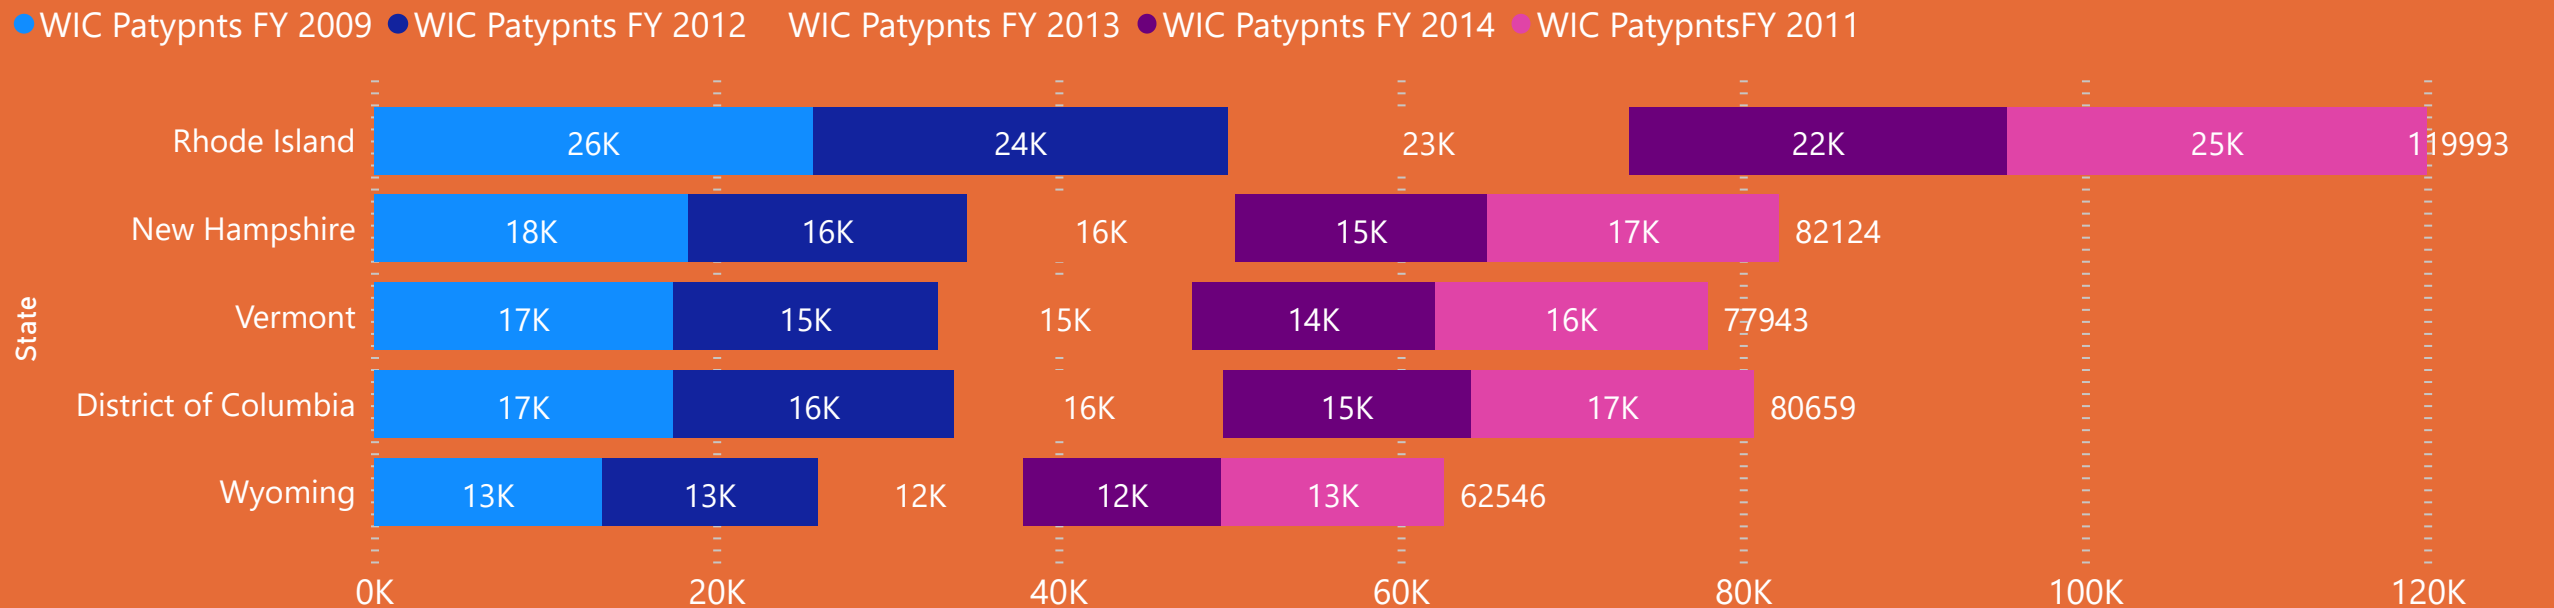 WIC Patypnts FY 2009 WIC Patypnts FY 2012 WIC Patypnts FY 2013 WIC Patypnts FY 2014 WIC PatypntsFY 2011
Rhode Island 26K 24K 23K 22K 25K 119993
New Hampshire 18K 16K 16K 15K 17K 82124
Vermont 17K 15K 15K 14K 16K 77943
State
District of Columbia 17K 16K 16K 15K 17K 80659
Wyoming 13K 13K 12K 12K 13K 62546
0K 20K 40K 60K 80K 100K 120K